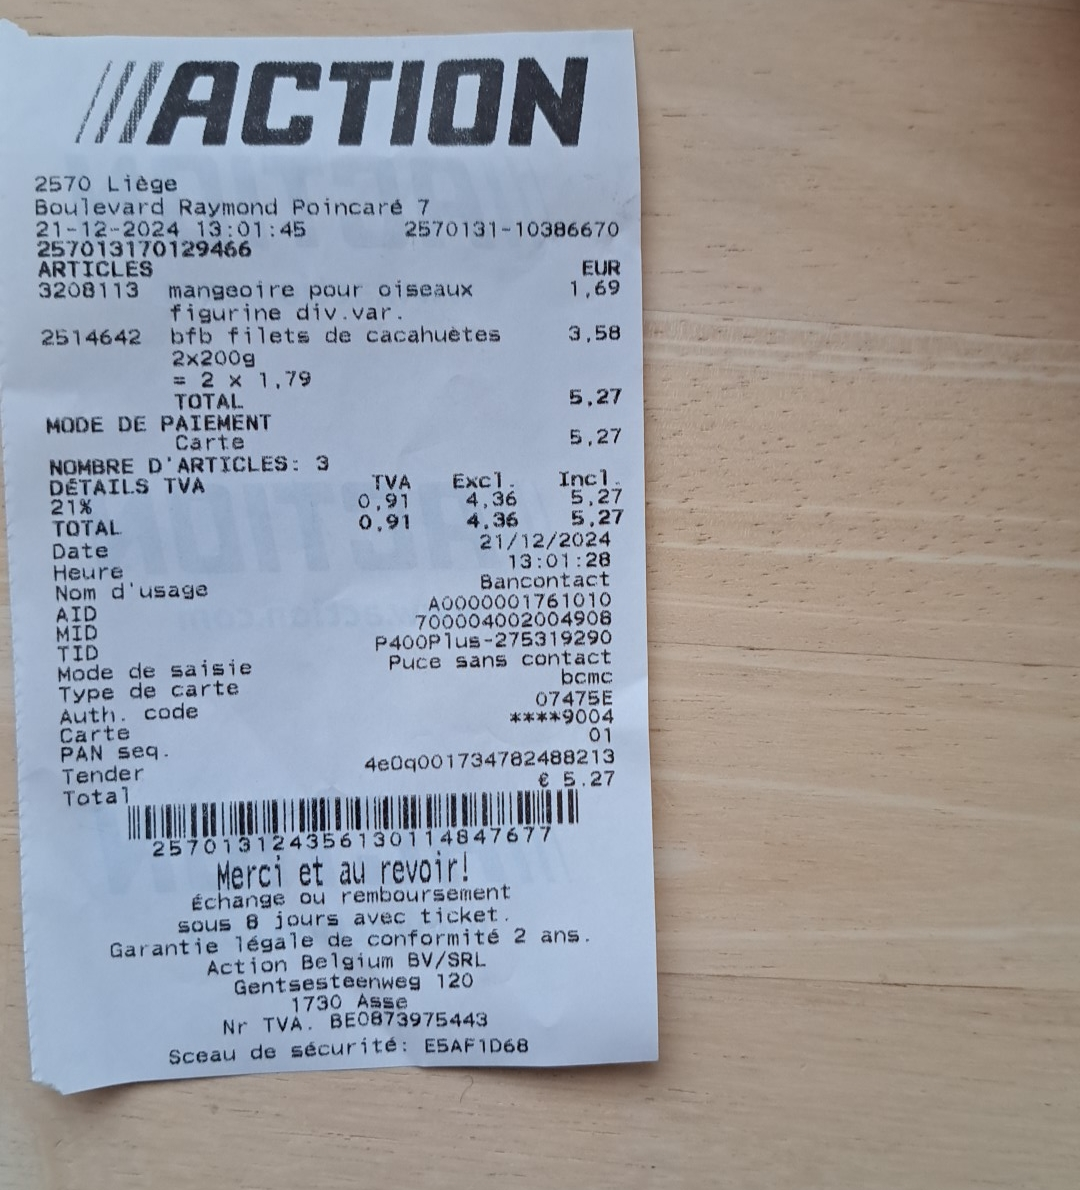 ACTION
2570 Liège
Boulevard Raymond Poincaré 7
21-12-2024 13:01:45 2570131-10386670
257013170129466
ARTICLES EUR
3208113 mangeoire pour oiseaux 1,69
figurine div.var.
2514642 bfb filets de cacahuètes 3,58
2x200g
= 2 x 1,79
TOTAL 5,27
MODE DE PAIEMENT
Carte 5,27
NOMBRE D'ARTICLES: 3
DÉTAILS TVA TVA Excl. Incl.
21% 0,91 4,36 5,27
TOTAL 0,91 4,36 5,27
Date 21/12/2024
Heure 13:01:28
Nom d'usage Bancontact
AID A0000001761010
MID 700004002004908
TID P400Plus-275319290
Mode de saisie Puce sans contact
Type de carte bcmc
Auth. code 07475E
Carte ****9004
PAN seq. 01
Tender 4e0q001734782488213
Total € 5.27
257013124356130114847677
Merci et au revoir!
Échange ou remboursement
sous 8 jours avec ticket.
Garantie légale de conformité 2 ans.
Action Belgium BV/SRL
Gentsesteenweg 120
1730 Asse
Nr TVA. BE0873975443
Sceau de sécurité: E5AF1D68